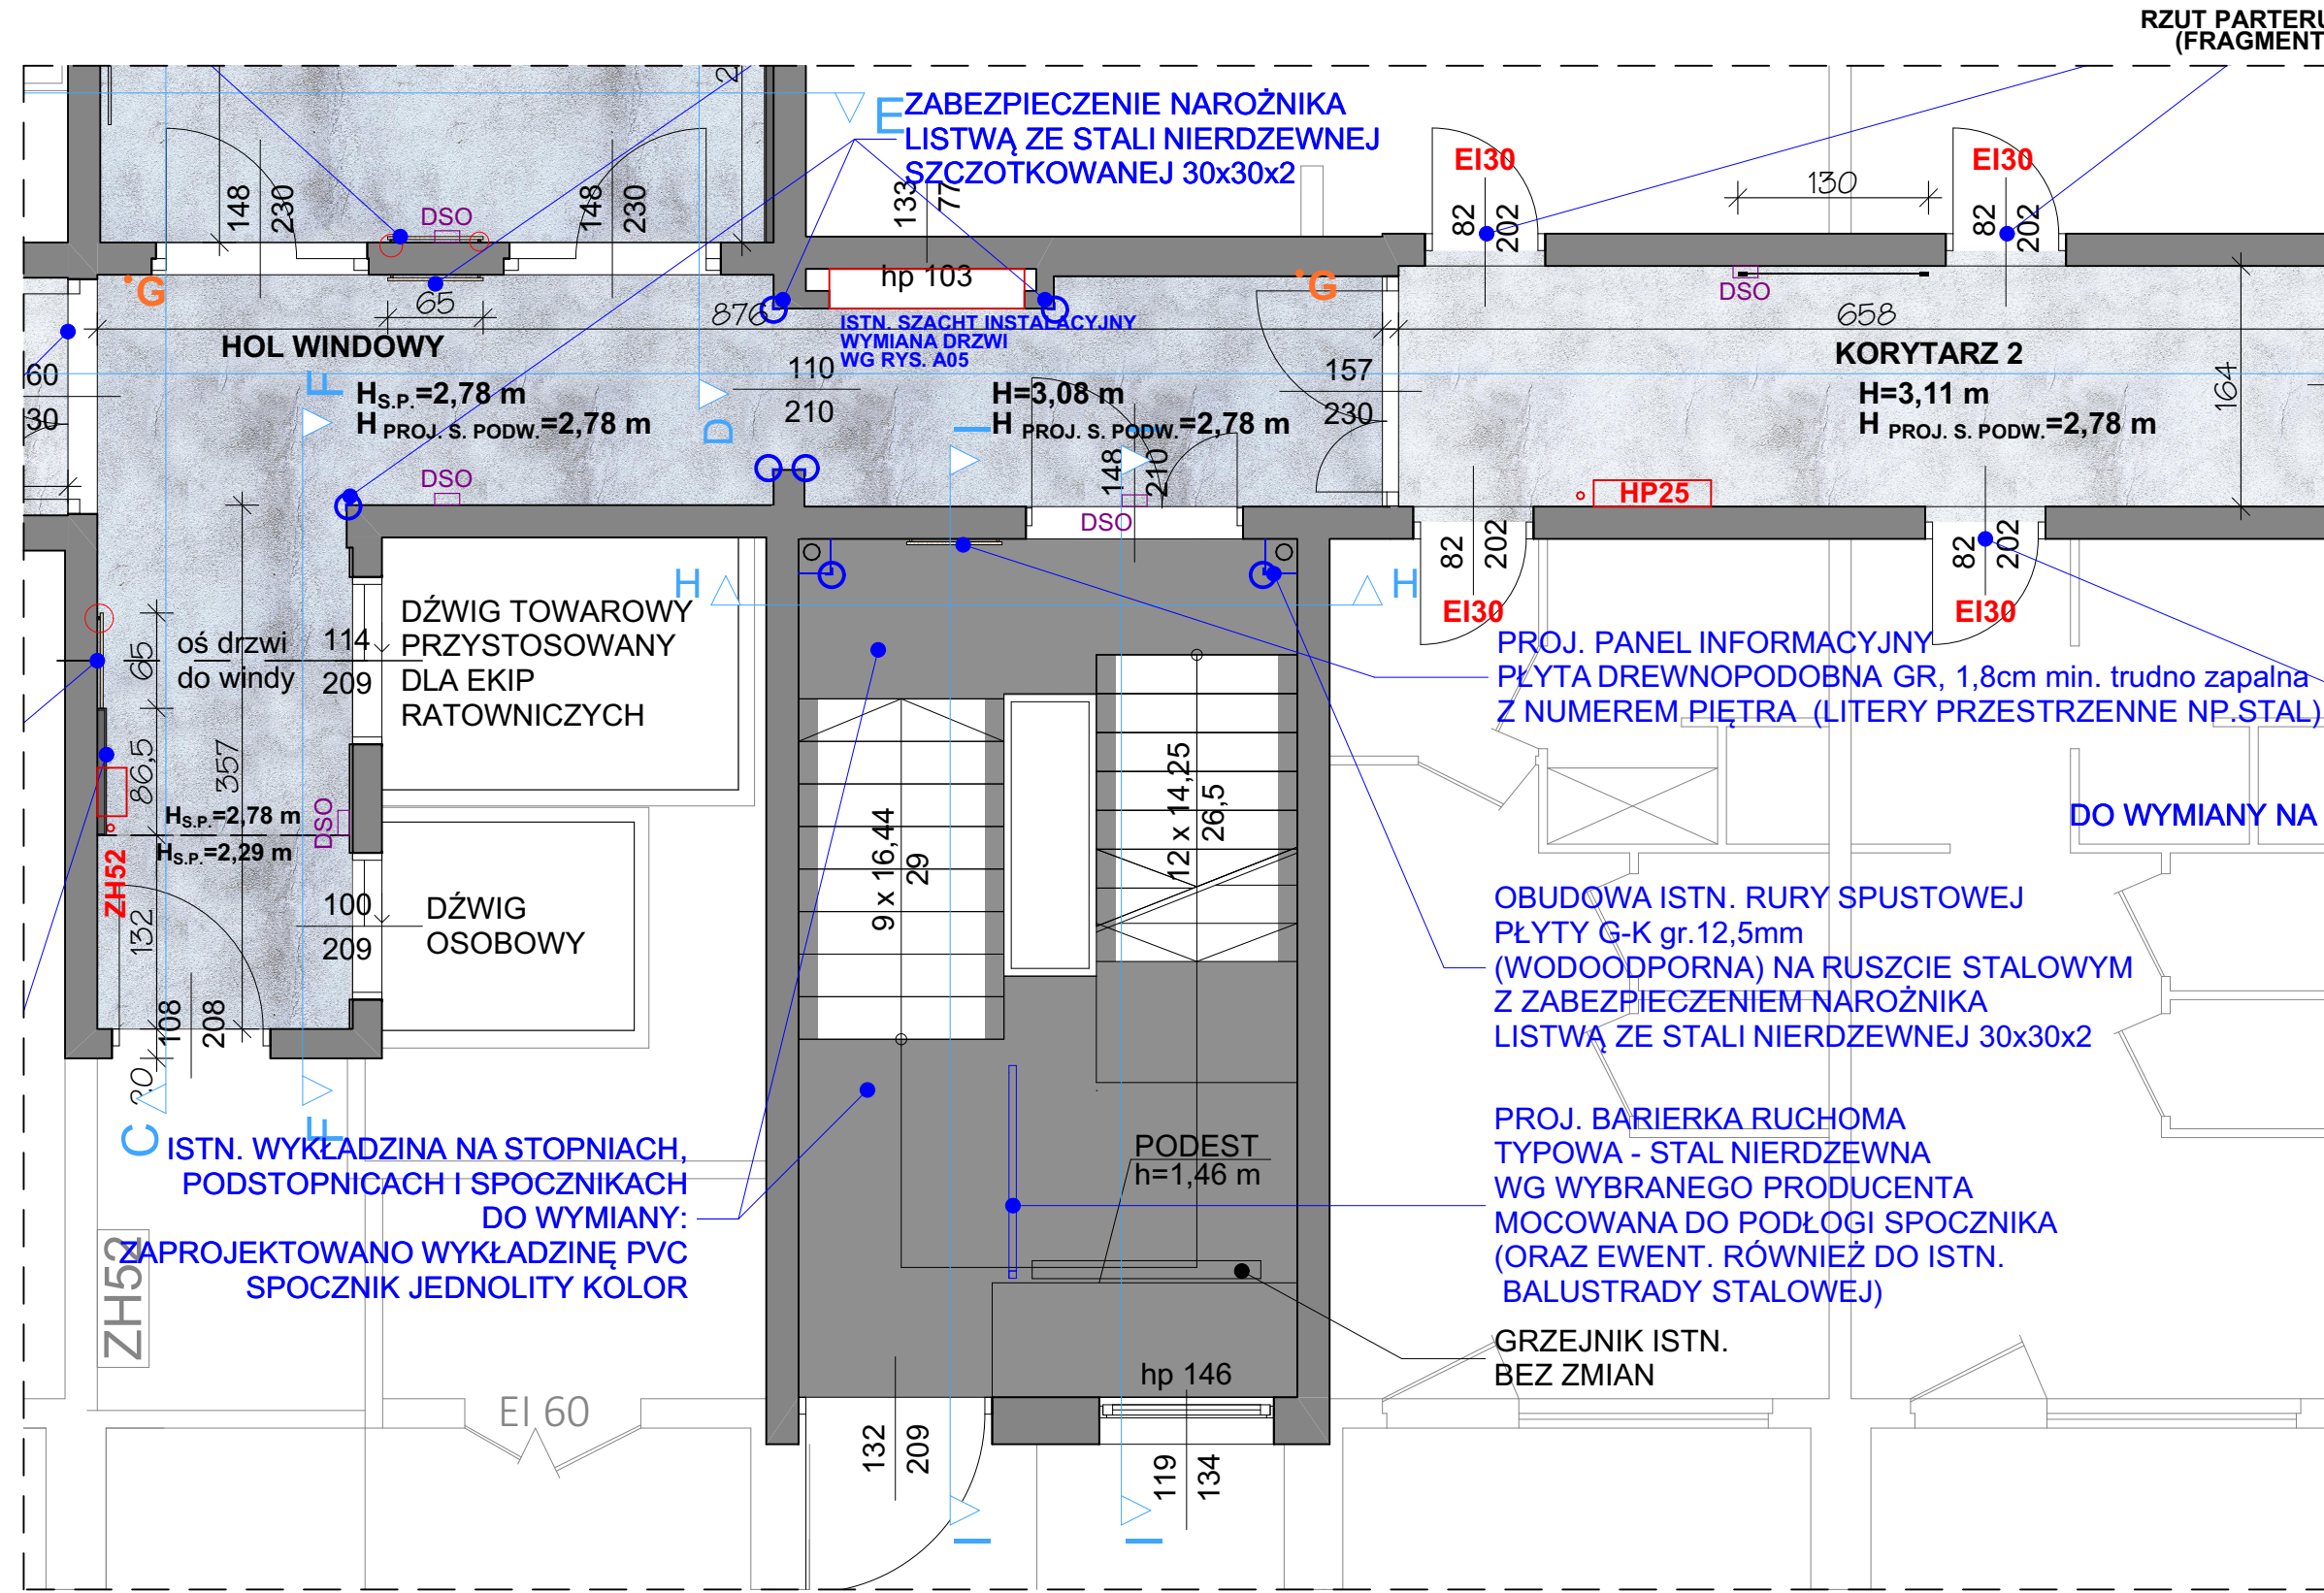 RZUT PARTERU
(FRAGMENT
E
ZABEZPIECZENIE NAROŻNIKA
LISTWĄ ZE STALI NIERDZEWNEJ
SZCZOTKOWANEJ 30x30x2
148
230
DSO
148
230
133
77
EI30
82
202
130
EI30
82
202
G
65
876
hp 103
G
DSO
658
ISTN. SZACHT INSTALACYJNY
WYMIANA DRZWI
WG RYS. A05
HOL WINDOWY
H S.P.=2,78 m
H PROJ. S. PODW.=2,78 m
60
30
F
D
110
210
H=3,08 m
H PROJ. S. PODW.=2,78 m
157
230
KORYTARZ 2
H=3,11 m
H PROJ. S. PODW.=2,78 m
164
I
I
148
210
DSO
DSO
HP25
82
202
EI30
82
202
EI30
H
H
oś drzwi
do windy
114
209
65
86,5
357
DŹWIG TOWAROWY
PRZYSTOSOWANY
DLA EKIP
RATOWNICZYCH
PROJ. PANEL INFORMACYJNY
PŁYTA DREWNOPODOBNA GR, 1,8cm min. trudno zapalna
Z NUMEREM PIĘTRA (LITERY PRZESTRZENNE NP.STAL)
HS.P.=2,78 m
HS.P.=2,29 m
DSO
ZH52
132
100
209
DŹWIG
OSOBOWY
9 x 16,44
29
12 x 14,25
26,5
DO WYMIANY NA
OBUDOWA ISTN. RURY SPUSTOWEJ
PŁYTY G-K gr.12,5mm
(WODOODPORNA) NA RUSZCIE STALOWYM
Z ZABEZPIECZENIEM NAROŻNIKA
LISTWĄ ZE STALI NIERDZEWNEJ 30x30x2
108
208
20
C
F
ISTN. WYKŁADZINA NA STOPNIACH,
PODSTOPNICACH I SPOCZNIKACH
DO WYMIANY:
ZAPROJEKTOWANO WYKŁADZINĘ PVC
SPOCZNIK JEDNOLITY KOLOR
ZH52
PODEST
h=1,46 m
PROJ. BARIERKA RUCHOMA
TYPOWA - STAL NIERDZEWNA
WG WYBRANEGO PRODUCENTA
MOCOWANA DO PODŁOGI SPOCZNIKA
(ORAZ EWENT. RÓWNIEŻ DO ISTN.
BALUSTRADY STALOWEJ)
GRZEJNIK ISTN.
BEZ ZMIAN
hp 146
EI 60
132
209
119
134
I
I